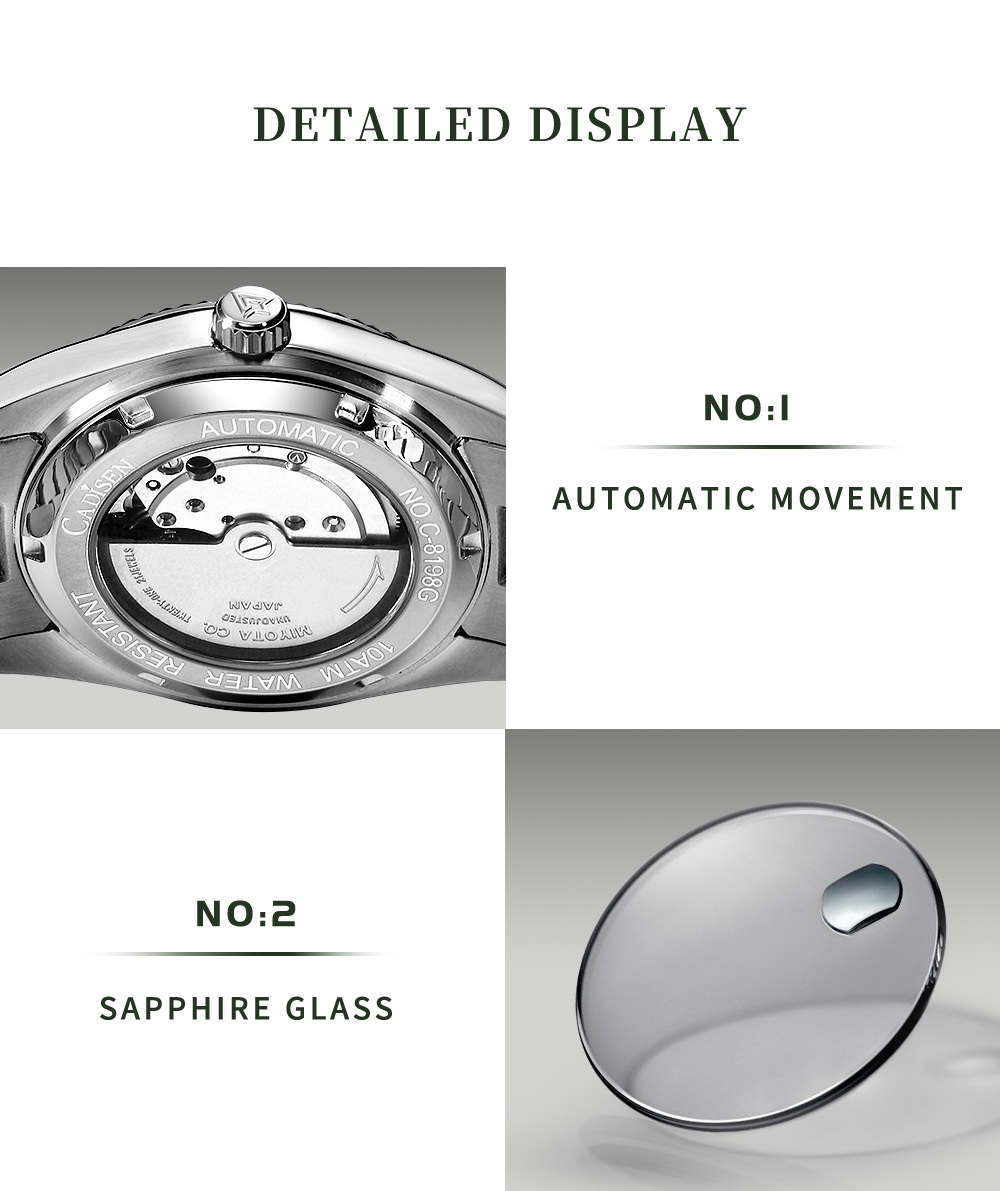 DETAILED DISPLAY
AUTOMATIC
CADISEN
NO.C-8198G
TWENTY-ONE 21JEWELS
UNADJUSTED
JAPAN
MIYOTA CO.
10ATM WATER RESISTANT
NO:1
AUTOMATIC MOVEMENT
NO:2
SAPPHIRE GLASS